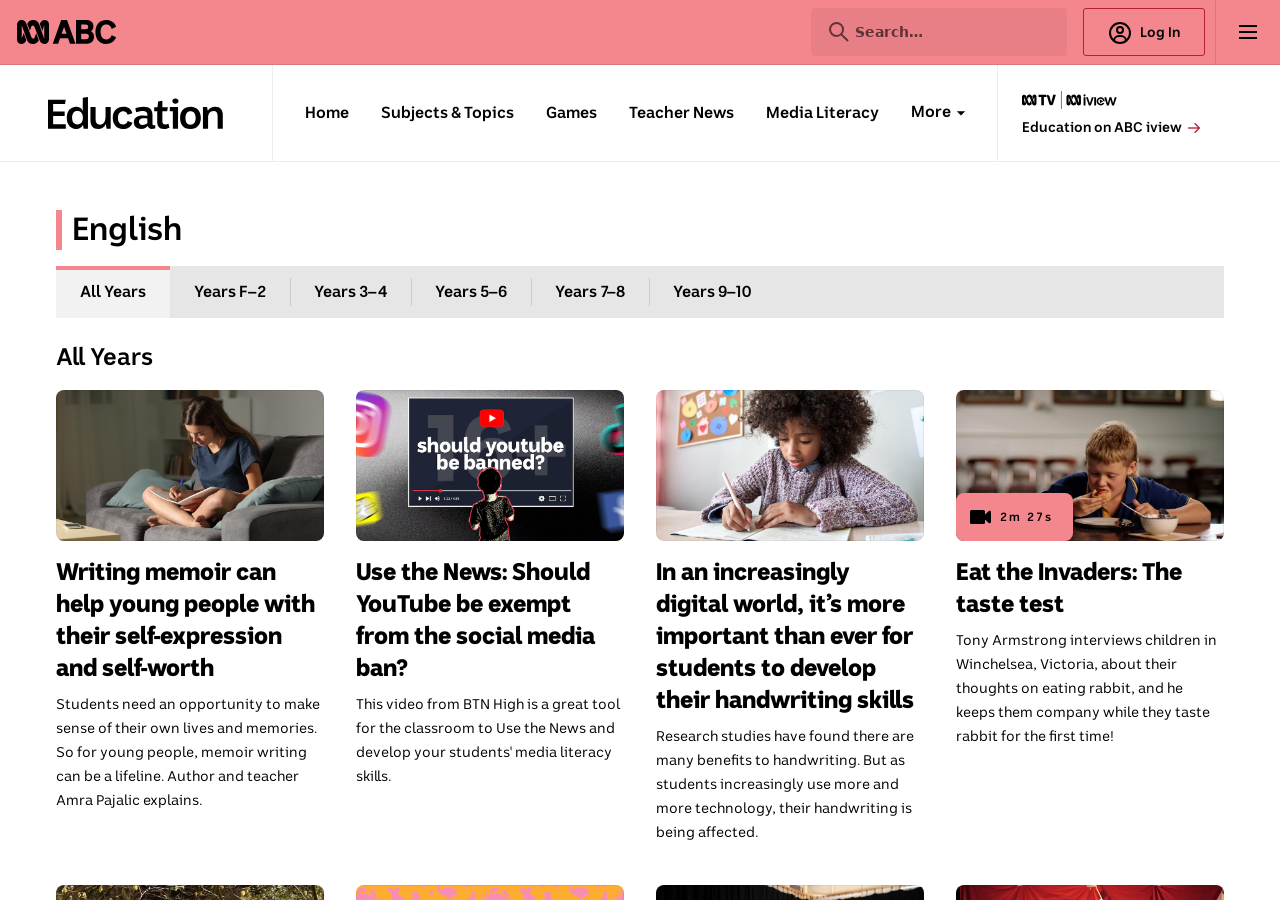 ABC
Search...
Log In
Education
Home
Subjects & Topics
Games
Teacher News
Media Literacy
More
TV
iview
Education on ABC iview
English
All Years
Years F–2
Years 3–4
Years 5–6
Years 7–8
Years 9–10
All Years
16+
should youtube
be banned?
2m 27s
Writing memoir can
help young people with
their self-expression
and self-worth
Students need an opportunity to make
sense of their own lives and memories.
So for young people, memoir writing
can be a lifeline. Author and teacher
Amra Pajalic explains.
Use the News: Should
YouTube be exempt
from the social media
ban?
This video from BTN High is a great tool
for the classroom to Use the News and
develop your students' media literacy
skills.
In an increasingly
digital world, it’s more
important than ever for
students to develop
their handwriting skills
Research studies have found there are
many benefits to handwriting. But as
students increasingly use more and
more technology, their handwriting is
being affected.
Eat the Invaders: The
taste test
Tony Armstrong interviews children in
Winchelsea, Victoria, about their
thoughts on eating rabbit, and he
keeps them company while they taste
rabbit for the first time!